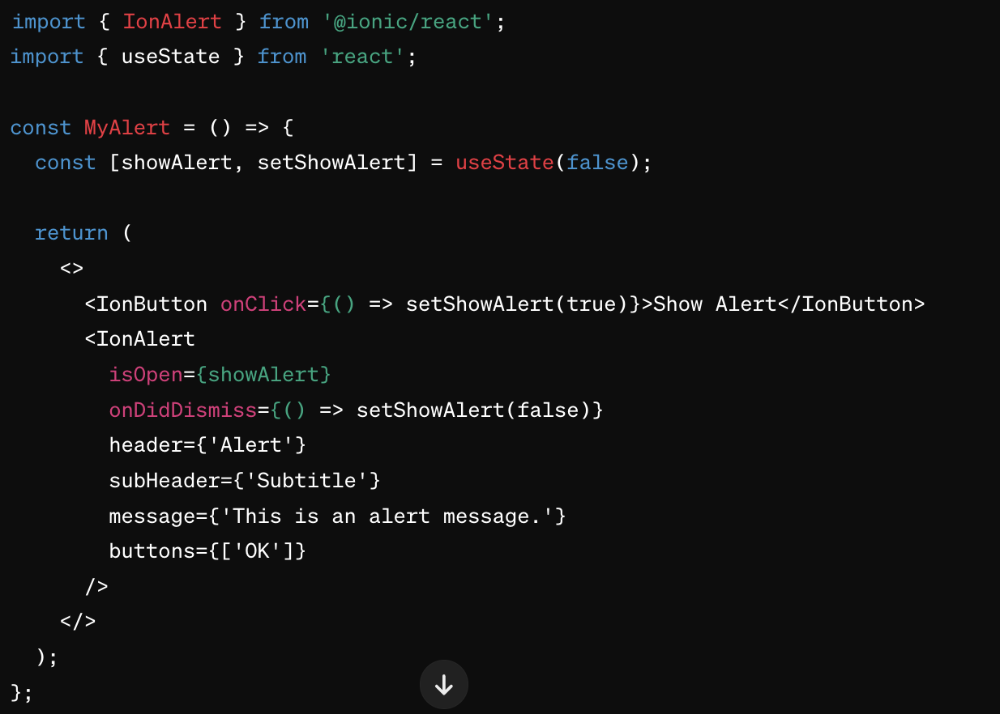 import { IonAlert } from '@ionic/react';
import { useState } from 'react';

const MyAlert = () => {
  const [showAlert, setShowAlert] = useState(false);

  return (
    <>
      <IonButton onClick={() => setShowAlert(true)}>Show Alert</IonButton>
      <IonAlert
        isOpen={showAlert}
        onDidDismiss={() => setShowAlert(false)}
        header={'Alert'}
        subHeader={'Subtitle'}
        message={'This is an alert message.'}
        buttons={['OK']}
      />
    </>
  );
};